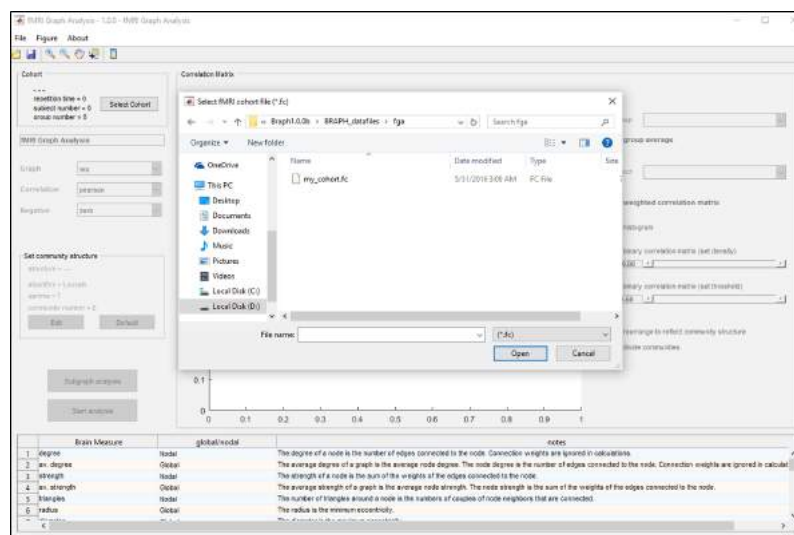 fMRI Graph Analysis - 1.0.0 - fMRI Graph Analysis
File Figure About
Cohort
Correlation Matrix
---
repetition time = 0
subject number = 0
group number = 0
Select Cohort
fMRI Graph Analysis
Graph
Correlation
pearson
Negative
zero
Set community structure
algorithm = Louvain
gamma = 1
community number = 0
Edit
Default
Subgraph analysis
Start analysis
Select fMRI cohort file (*.fc)
« Braph1.0.0b › BRAPH_datafiles › fga
Search fga
Organize
New folder
OneDrive
This PC
Desktop
Documents
Downloads
Music
Pictures
Videos
Local Disk (C:)
Local Disk (D:)
Name Date modified Type Size
my_cohort.fc 5/31/2016 3:00 AM FC File
File name:
(*.fc)
Open Cancel
group average
weighted correlation matrix
histogram
binary correlation matrix (set density)
binary correlation matrix (set threshold)
rearrange to reflect community structure
divide communities
0.1
0
0 0.1 0.2 0.3 0.4 0.5 0.6 0.7 0.8 0.9 1
Brain Measure global/nodal notes
1 degree Nodal The degree of a node is the number of edges connected to the node. Connection weights are ignored in calculations.
2 av. degree Global The average degree of a graph is the average node degree. The node degree is the number of edges connected to the node. Connection weights are ignored in calculat
3 strength Nodal The strength of a node is the sum of the weights of the edges connected to the node.
4 av. strength Global The average strength of a graph is the average node strength. The node strength is the sum of the weights of the edges connected to the node.
5 triangles Nodal The number of triangles around a node is the numbers of couples of node neighbors that are connected.
6 radius Global The radius is the minimum eccentricity.